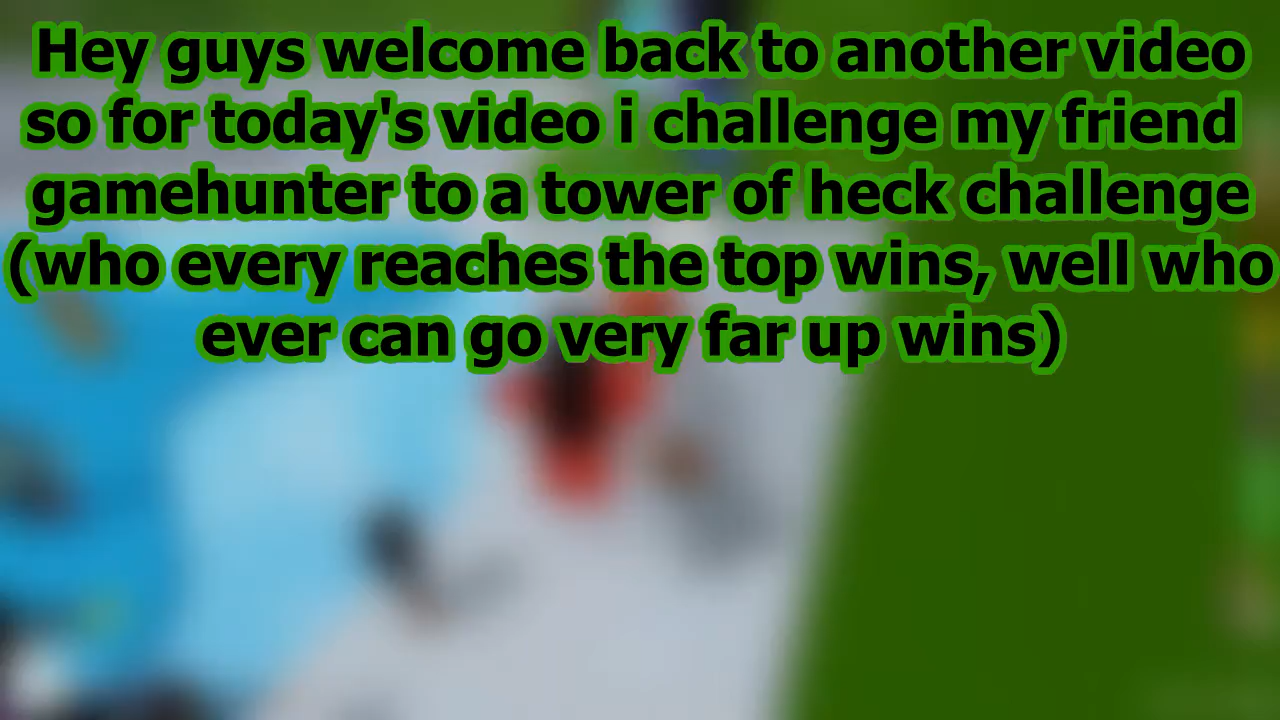 Hey guys welcome back to another video
so for today's video i challenge my friend
gamehunter to a tower of heck challenge
(who every reaches the top wins, well who
ever can go very far up wins)